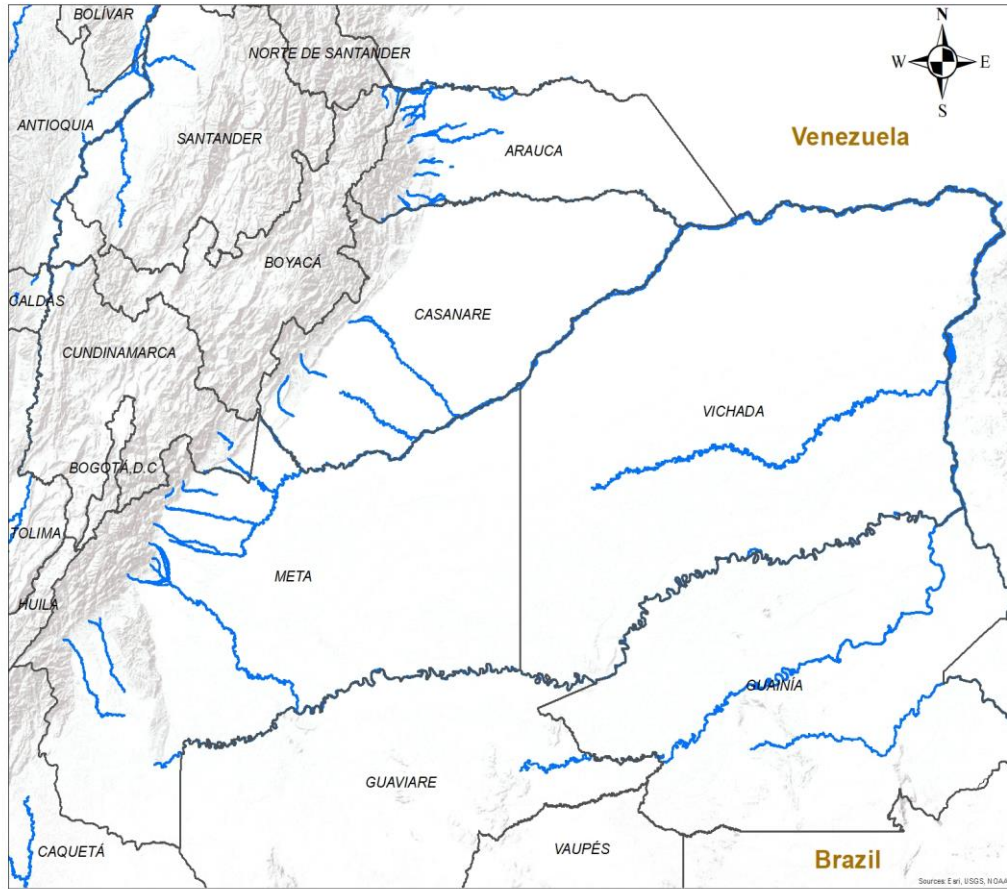 BOLÍVAR
N
NORTE DE SANTANDER
W
E
S
ANTIOQUIA
SANTANDER
ARAUCA
Venezuela
BOYACÁ
CALDAS
CASANARE
CUNDINAMARCA
VICHADA
BOGOTÁ, D.C
TOLIMA
META
HUILA
GUAINÍA
GUAVIARE
CAQUETÁ
VAUPÉS
Brazil
Sources: Esri, USGS, NOAA